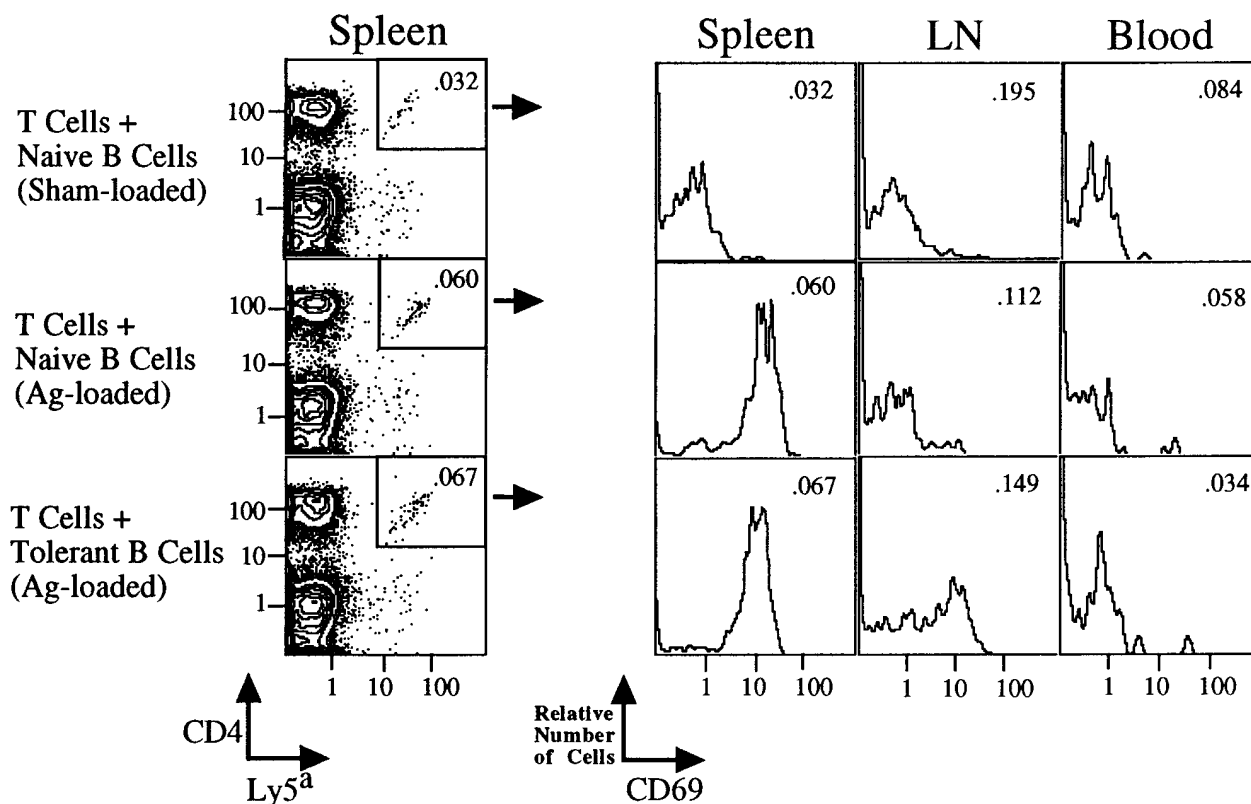 Spleen
Spleen LN Blood
T Cells +
Naive B Cells
(Sham-loaded)
100
10
1
.032
.032
.195
.084
T Cells +
Naive B Cells
(Ag-loaded)
100
10
1
.060
.060
.112
.058
T Cells +
Tolerant B Cells
(Ag-loaded)
100
10
1
.067
.067
.149
.034
1 10 100
1 10 100
1 10 100
1 10 100
CD4
Ly5a
Relative
Number
of Cells
CD69